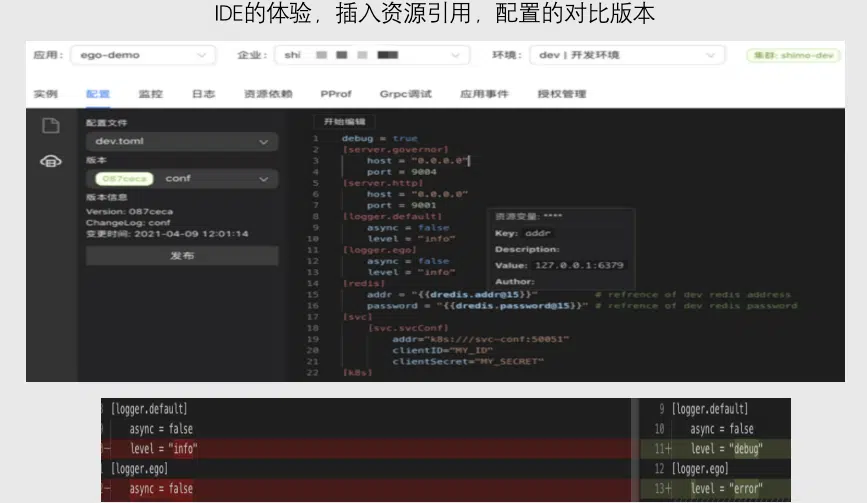 IDE的体验，插入资源引用，配置的对比版本
应用： ego-demo 企业： shi 环境： dev | 开发环境 集群: shimo-dev
实例 配置 监控 日志 资源依赖 PProf Grpc调试 应用事件 授权管理
配置文件
dev.toml
版本
087ceca conf
版本信息
Version: 087ceca
ChangeLog: conf
变更时间: 2021-04-09 12:01:14
发布
开始编辑
1 debug = true
2 [server.governor]
3 host = "0.0.0.0"
4 port = 9004
5 [server.http]
6 host = "0.0.0.0"
7 port = 9001
8 [logger.default]
9 async = false
10 level = "info"
11 [logger.ego]
12 async = false
13 level = "info"
14 [redis]
15 addr = "{{dredis.addr@15}}" # refrence of dev redis address
16 password = "{{dredis.password@15}}" # refrence of dev redis password
17 [svc]
18 [svc.svcConf]
19 addr="k8s:///svc-conf:50051"
20 clientID="MY_ID"
21 clientSecret="MY_SECRET"
22 [k8s]
资源变量: ****
Key: addr
Description:
Value: 127.0.0.1:6379
Author:
[logger.default]
async = false
level = "info"
[logger.ego]
async = false
9 [logger.default]
10 async = false
11+ level = "debug"
12 [logger.ego]
13+ level = "error"